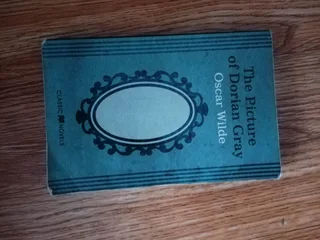 The Picture
of Dorian Gray
Oscar Wilde
CLASSIC NOVELS